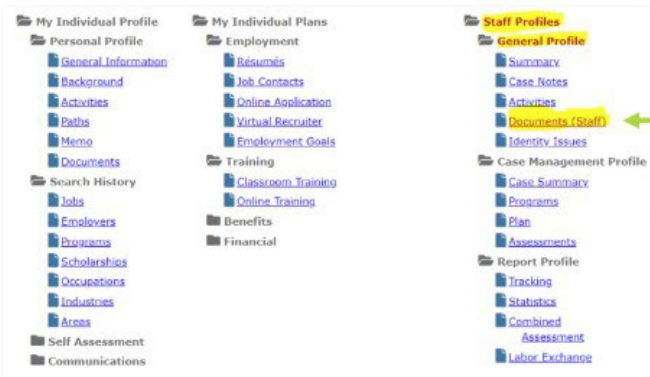 My Individual Profile
Personal Profile
General Information
Background
Activities
Paths
Memo
Documents
Search History
Jobs
Employers
Programs
Scholarships
Occupations
Industries
Areas
Self Assessment
Communications
My Individual Plans
Employment
Résumés
Job Contacts
Online Application
Virtual Recruiter
Employment Goals
Training
Classroom Training
Online Training
Benefits
Financial
Staff Profiles
General Profile
Summary
Case Notes
Activities
Documents (Staff)
Identity Issues
Case Management Profile
Case Summary
Programs
Plan
Assessments
Report Profile
Tracking
Statistics
Combined
Assessment
Labor Exchange